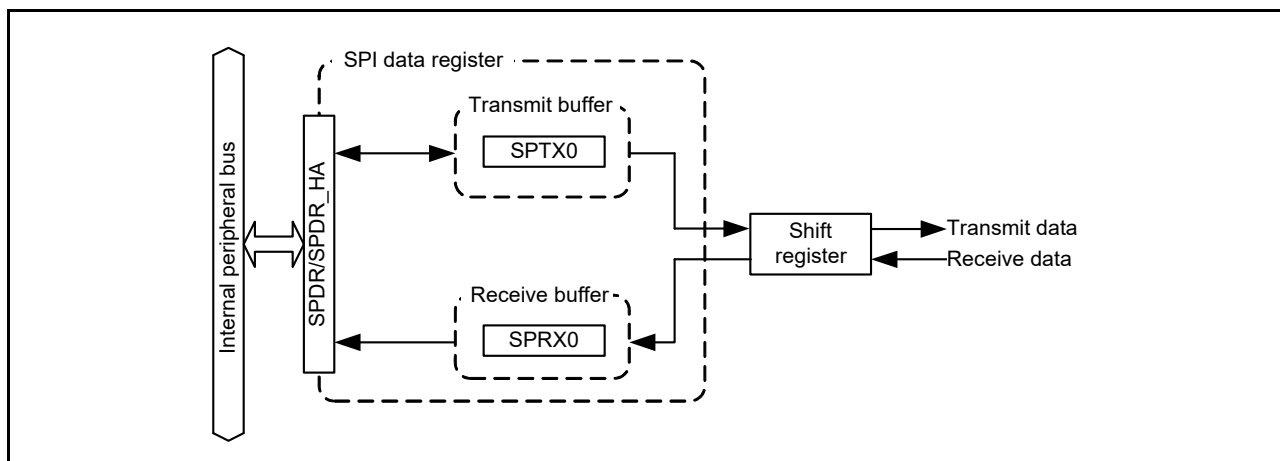 SPI data register
Transmit buffer
SPTX0
Internal peripheral bus
SPDR/SPDR_HA
Shift
register
Transmit data
Receive data
Receive buffer
SPRX0